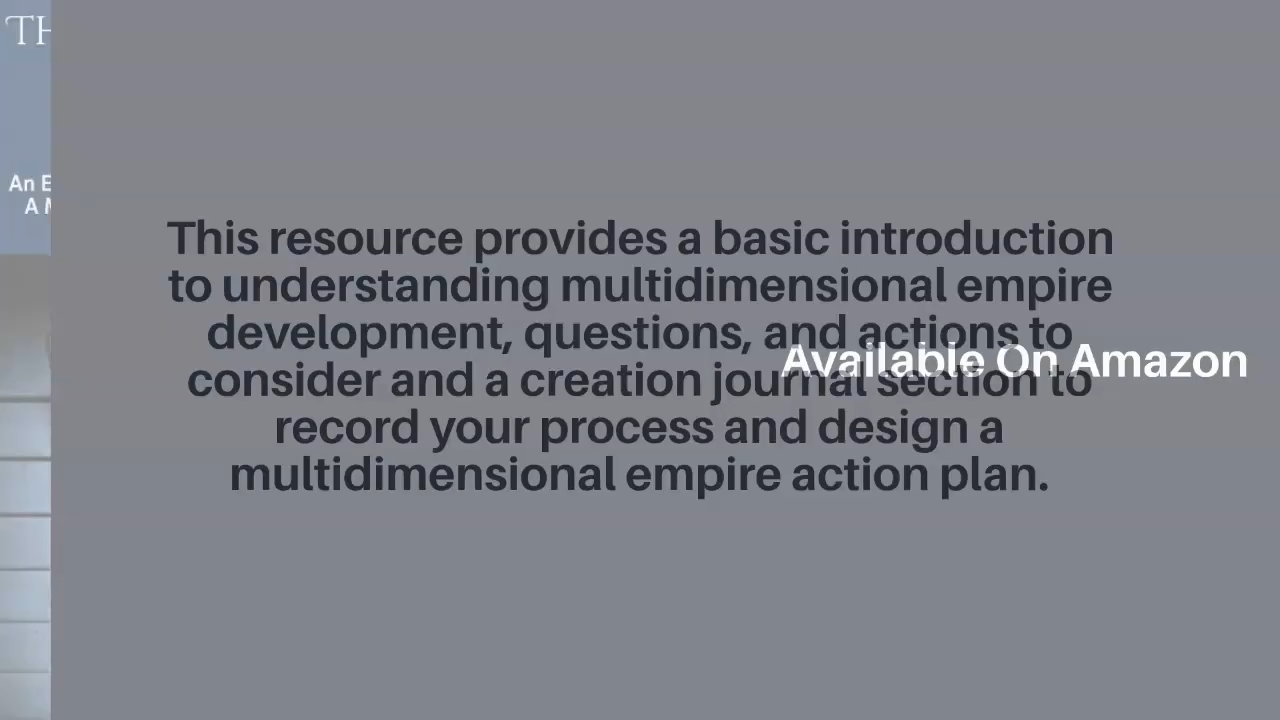 TH
An E
A M
This resource provides a basic introduction
to understanding multidimensional empire
development, questions, and actions to
Available On Amazon
consider and a creation journal section to
record your process and design a
multidimensional empire action plan.